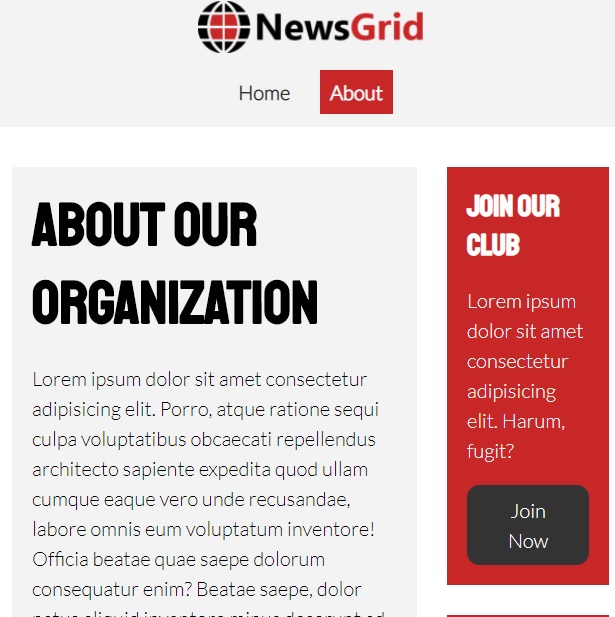 NewsGrid
Home
About
ABOUT OUR
ORGANIZATION
Lorem ipsum dolor sit amet consectetur
adipisicing elit. Porro, atque ratione sequi
culpa voluptatibus obcaecati repellendus
architecto sapiente expedita quod ullam
cumque eaque vero unde recusandae,
labore omnis eum voluptatum inventore!
Officia beatae quae saepe dolorum
consequatur enim? Beatae saepe, dolor
JOIN OUR
CLUB
Lorem ipsum
dolor sit amet
consectetur
adipisicing
elit. Harum,
fugit?
Join
Now